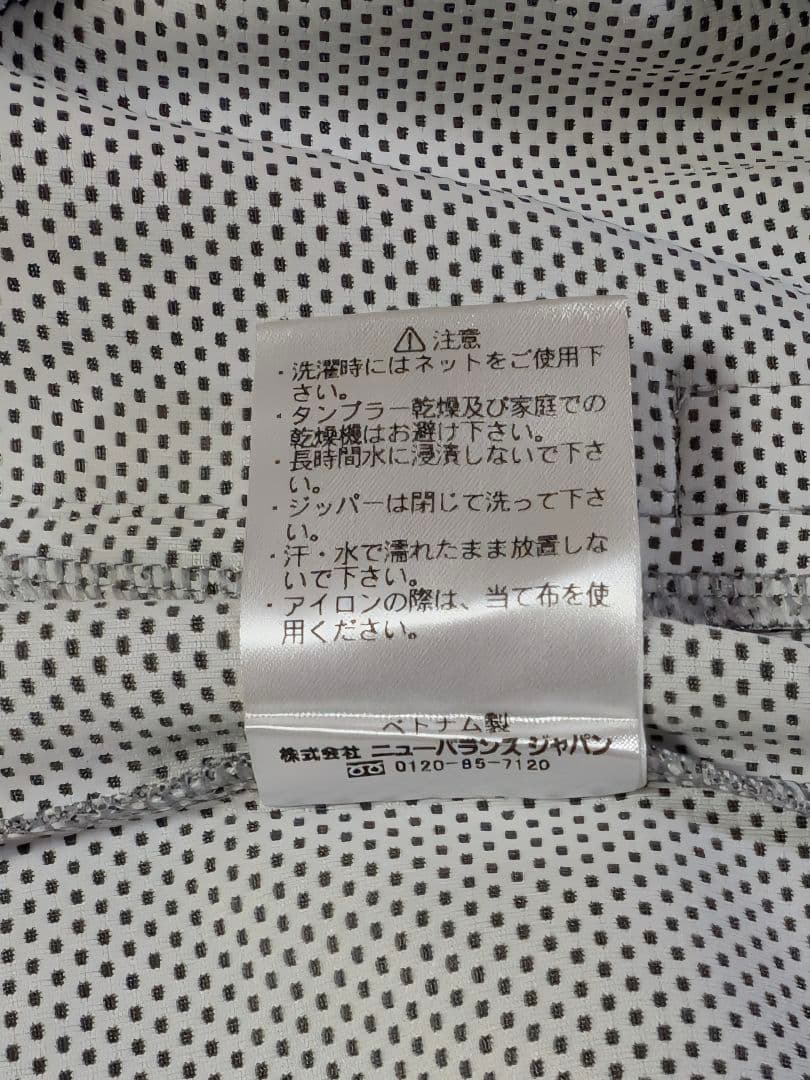 ⚠ 注意
・洗濯時にはネットをご使用下
さい。
・タンブラー乾燥及び家庭での
乾燥機はお避け下さい。
・長時間水に浸漬しないで下さ
い。
・ジッパーは閉じて洗って下さ
い。
・汗・水で濡れたまま放置しな
いで下さい。
・アイロンの際は、当て布を使
用ください。
ベトナム製
株式会社 ニューバランス ジャパン
0120-85-7120